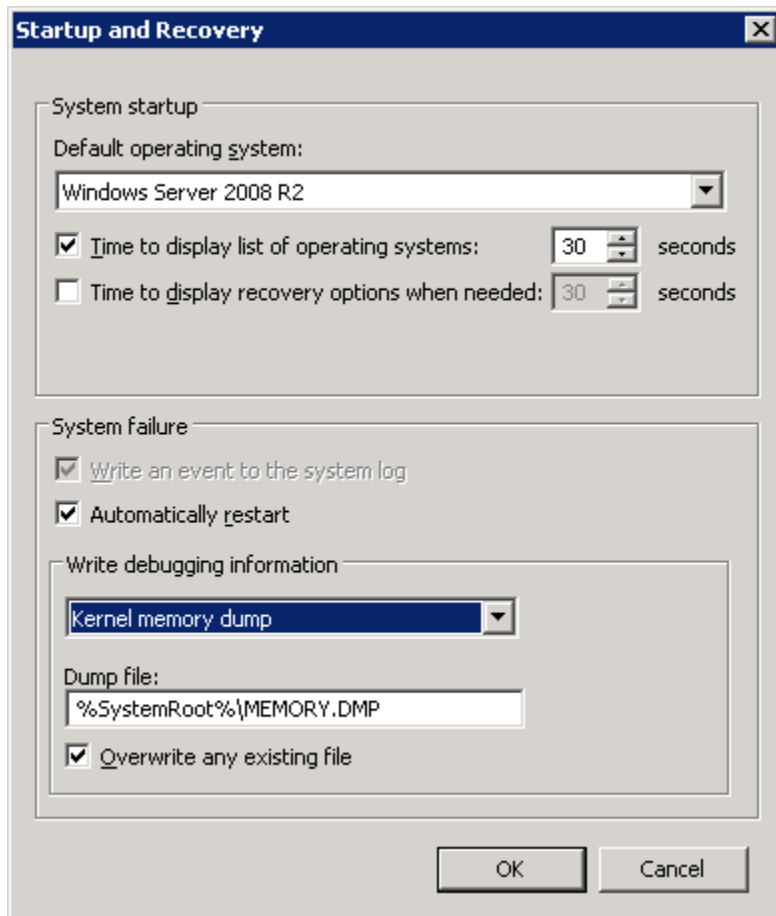 Startup and Recovery
System startup
Default operating system:
Windows Server 2008 R2
Time to display list of operating systems: 30 seconds
Time to display recovery options when needed: 30 seconds
System failure
Write an event to the system log
Automatically restart
Write debugging information
Kernel memory dump
Dump file:
%SystemRoot%\MEMORY.DMP
Overwrite any existing file
OK Cancel